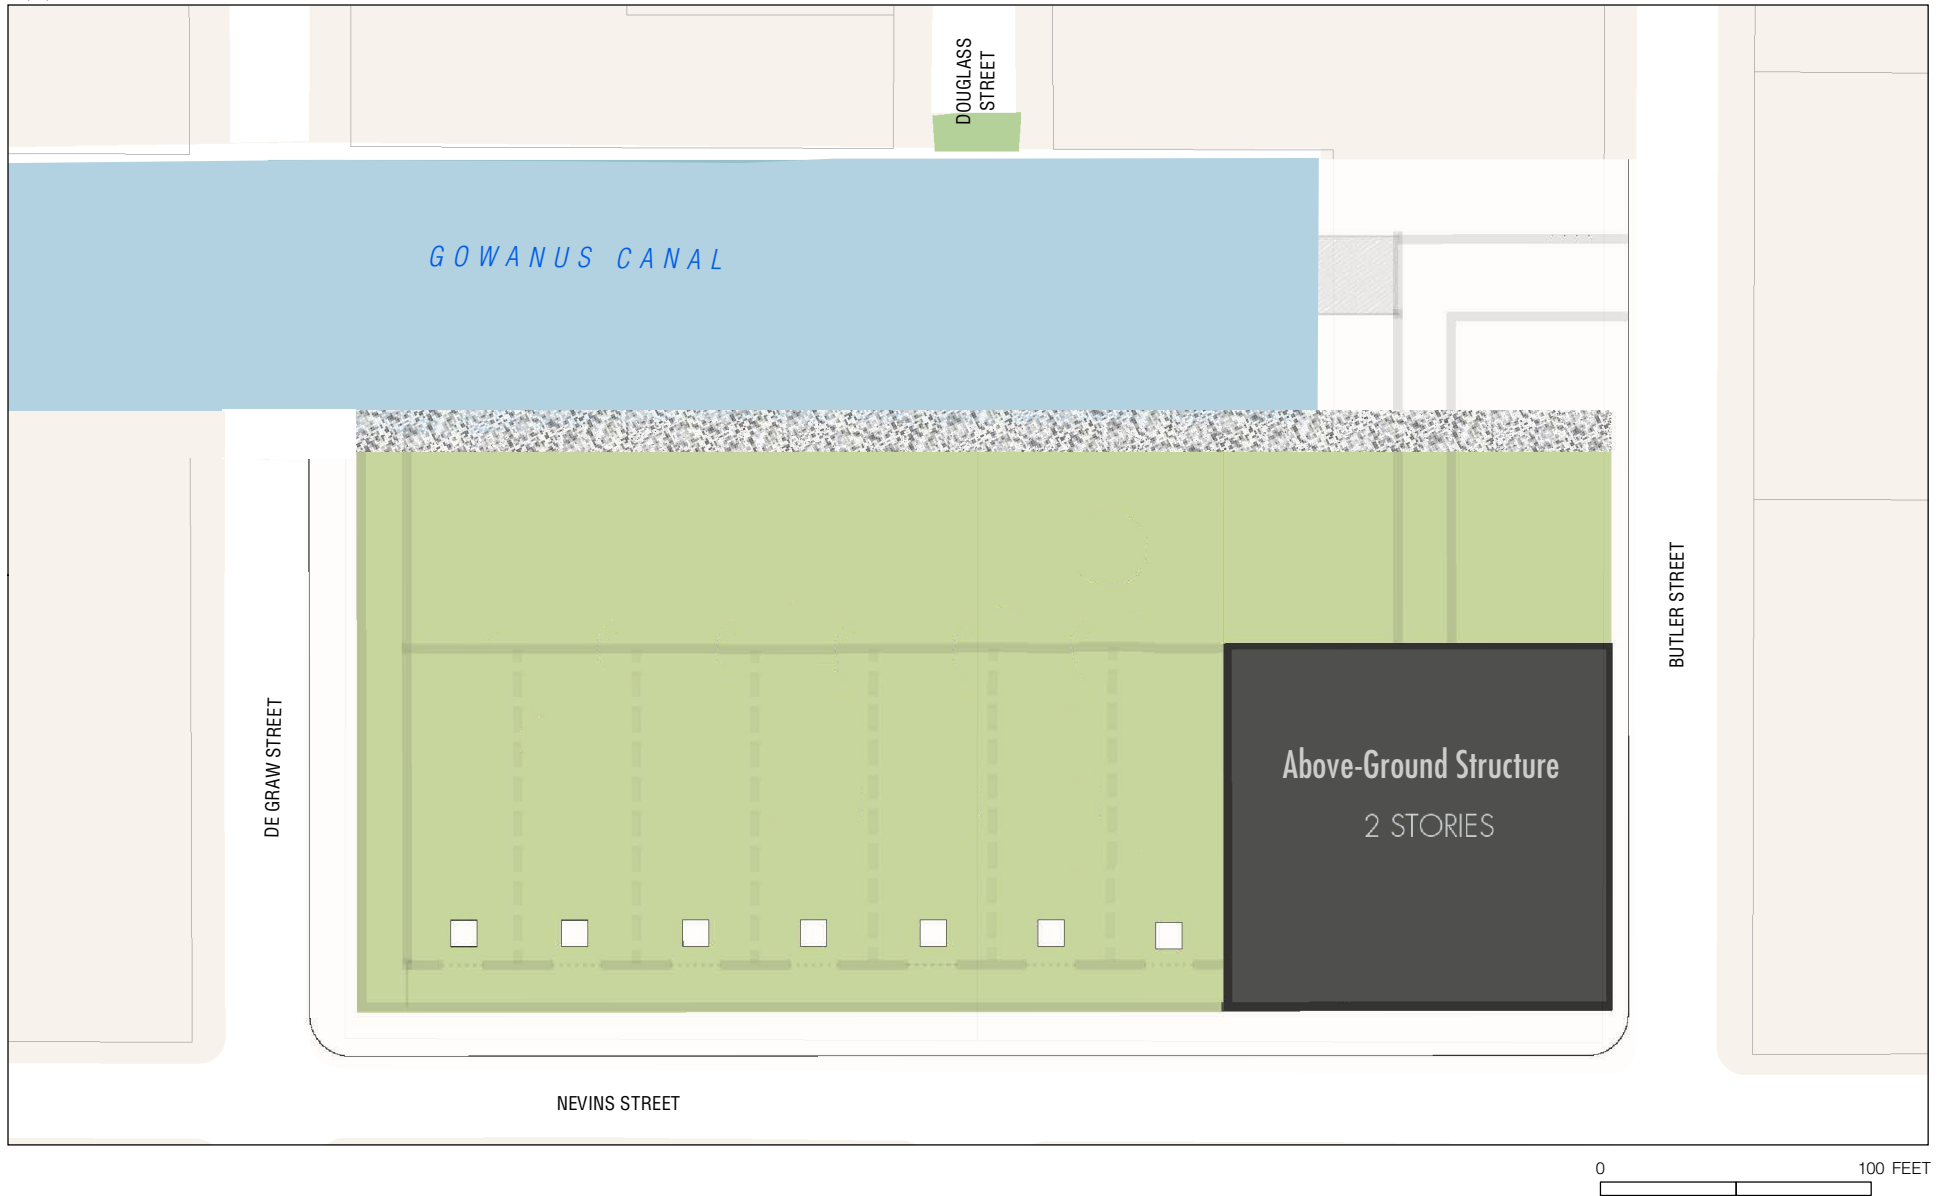 DOUGLASS
STREET
GOWANUS CANAL
BUTLER STREET
DE GRAW STREET
Above-Ground Structure
2 STORIES
NEVINS STREET
0 100 FEET